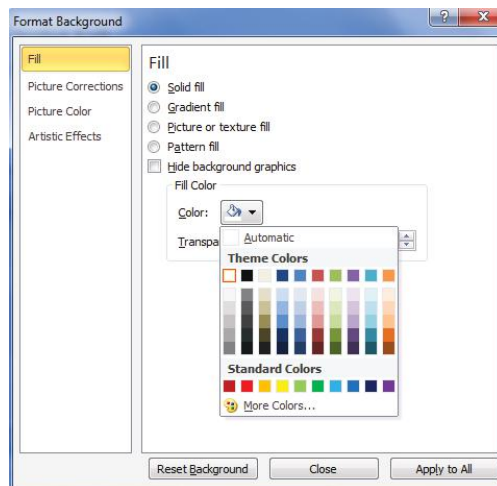 Format Background
Fill
Picture Corrections
Picture Color
Artistic Effects
Fill
Solid fill
Gradient fill
Picture or texture fill
Pattern fill
Hide background graphics
Fill Color
Color:
Transpa
Automatic
Theme Colors
Standard Colors
More Colors...
Reset Background
Close
Apply to All